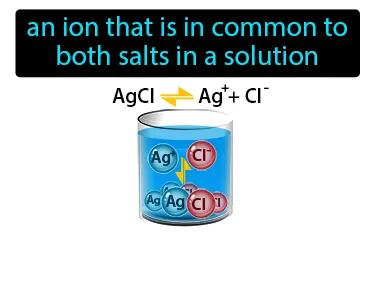 an ion that is in common to
both salts in a solution
AgCl ⇌ Ag⁺ + Cl⁻
Ag⁺ Cl⁻
Ag Ag Cl Cl